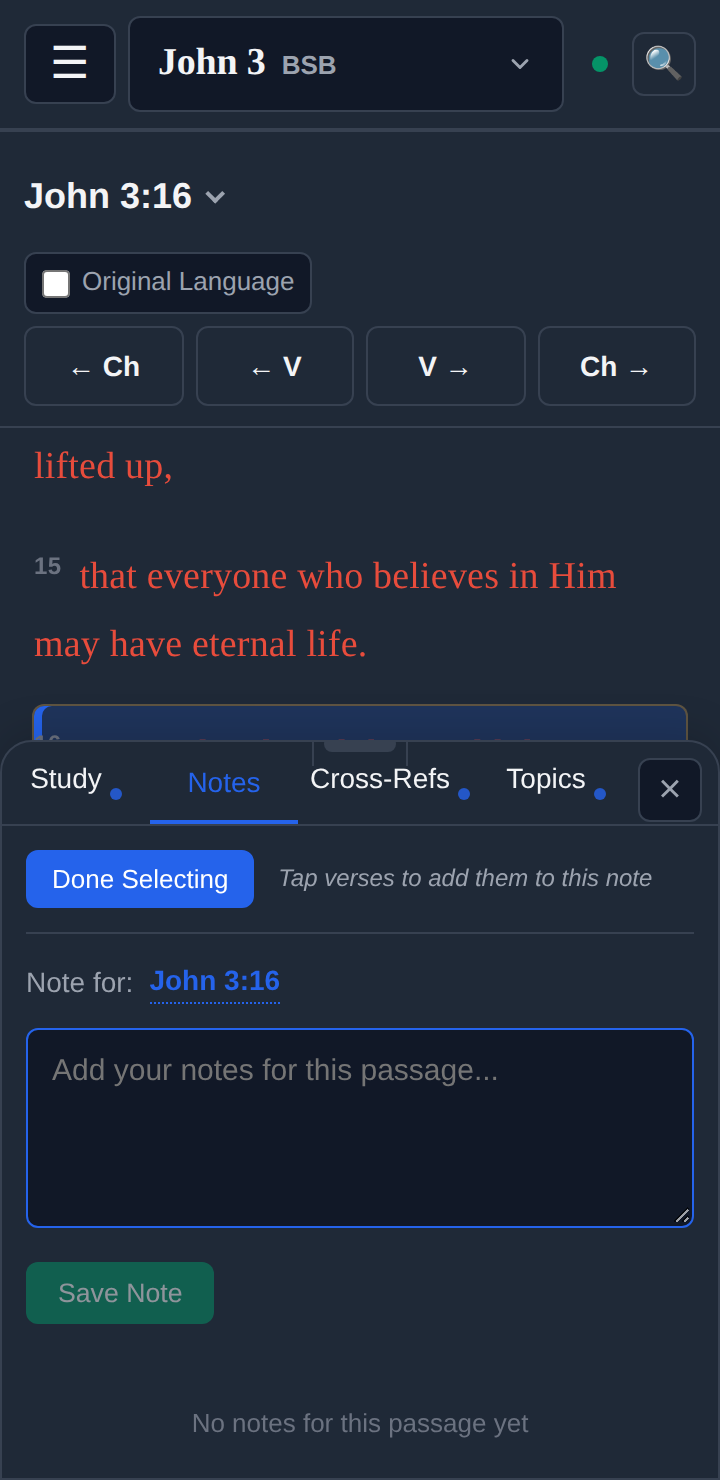 ☰ John 3 BSB 🔍
John 3:16
Original Language
← Ch ← V V → Ch →
lifted up,
15 that everyone who believes in Him
may have eternal life.
Study Notes Cross-Refs Topics ✕
Done Selecting Tap verses to add them to this note
Note for: John 3:16
Add your notes for this passage...
Save Note
No notes for this passage yet